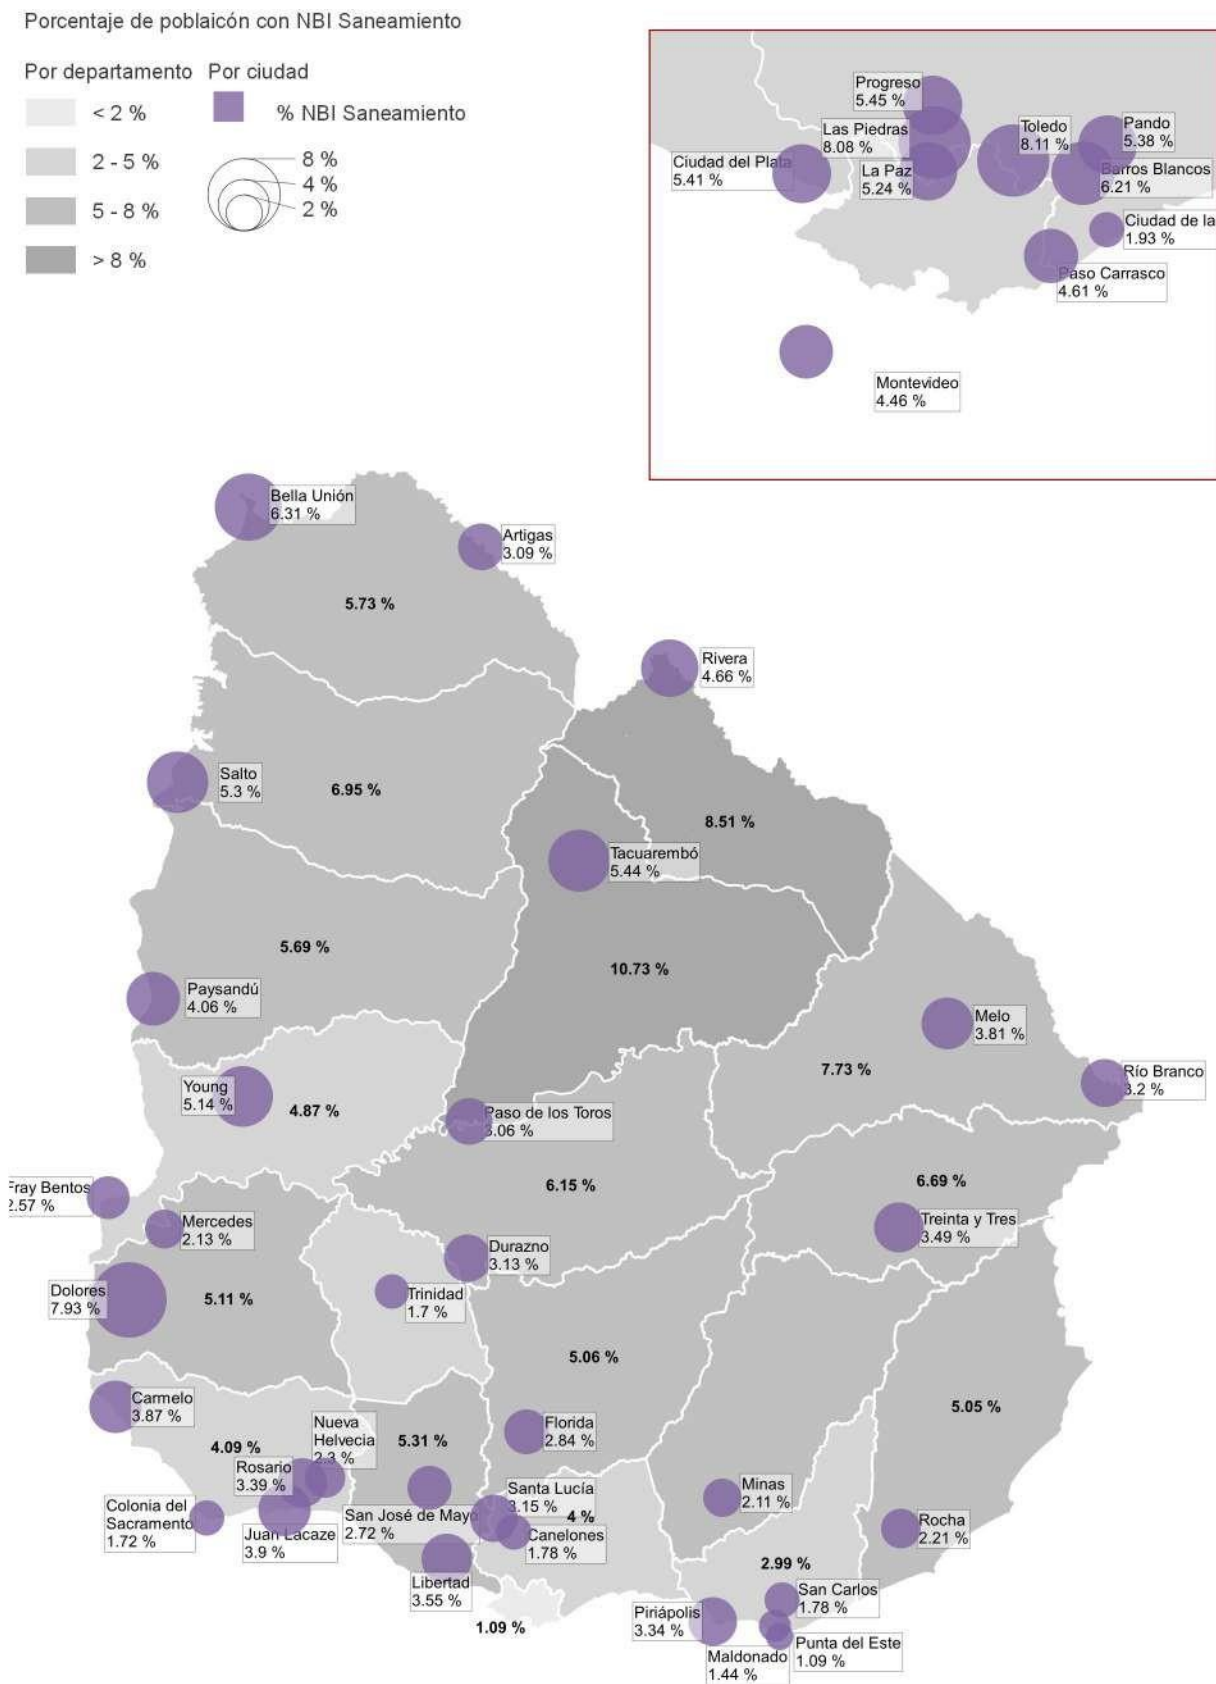 Porcentaje de poblaicón con NBI Saneamiento
Por departamento
Por ciudad
< 2 %
2 - 5 %
5 - 8 %
> 8 %
% NBI Saneamiento
8 %
4 %
2 %
Progreso
5.45 %
Las Piedras
8.08 %
Toledo
8.11 %
Pando
5.38 %
Ciudad del Plata
5.41 %
La Paz
5.24 %
Barros Blancos
6.21 %
Ciudad de la
1.93 %
Paso Carrasco
4.61 %
Montevideo
4.46 %
Bella Unión
6.31 %
Artigas
3.09 %
5.73 %
Rivera
4.66 %
Salto
5.3 %
6.95 %
8.51 %
Tacuarembó
5.44 %
5.69 %
10.73 %
Paysandú
4.06 %
Melo
3.81 %
7.73 %
Río Branco
3.2 %
Young
5.14 %
4.87 %
Paso de los Toros
3.06 %
6.15 %
6.69 %
Fray Bentos
2.57 %
Mercedes
2.13 %
Treinta y Tres
3.49 %
Durazno
3.13 %
Dolores
7.93 %
5.11 %
Trinidad
1.7 %
5.06 %
5.05 %
Carmelo
3.87 %
4.09 %
Nueva
Helvecia
2.3 %
5.31 %
Florida
2.84 %
Rosario
3.39 %
Santa Lucía
3.15 %
4 %
Minas
2.11 %
Colonia del
Sacramento
1.72 %
Juan Lacaze
3.9 %
San José de Mayo
2.72 %
Canelones
1.78 %
Rocha
2.21 %
Libertad
3.55 %
2.99 %
San Carlos
1.78 %
1.09 %
Piriápolis
3.34 %
Maldonado
1.44 %
Punta del Este
1.09 %